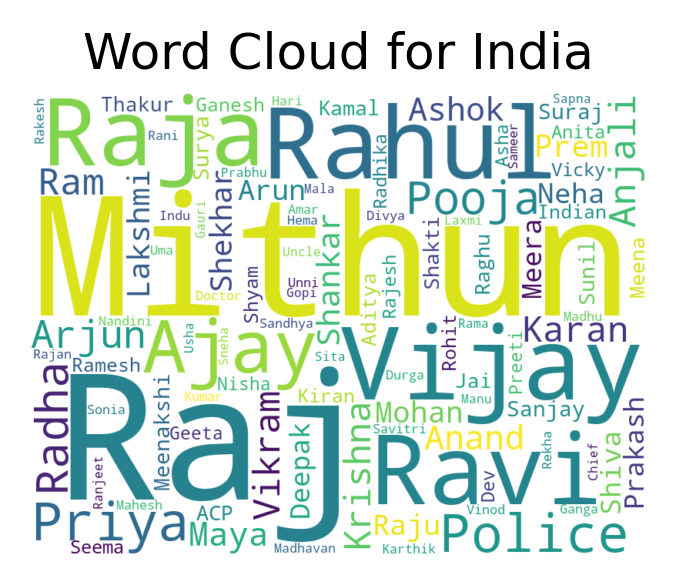 Word Cloud for India
Rakesh
Thakur
Ganesh
Hari
Kamal
Ashok
Sapna
Suraj
Raja
Rani
Surya
Rahul
Radhika
Asha
Sameer
Prem
Anita
Anjali
Prabhu
Vicky
Ram
Lakshmi
Shekhar
Arun
Mala
Pooja
Neha
Indian
Mithun
Indu
Gauri
Amar
Hema
Divya
Shakti
Laxmi
Meera
Uma
Uncle
Shankar
Raghu
Sunil
Meena
Doctor
Shyam
Unni
Gopi
Aditya
Rajesh
Madhu
Arjun
Nandini
Usha
Ajay
Sneha
Sandhya
Vijay
Rohit
Rama
Karan
Rajan
Ramesh
Sita
Preeti
Radha
Raj
Nisha
Kiran
Durga
Jai
Manu
Sonia
Meenakshi
Kumar
Vikram
Deepak
Krishna
Mohan
Sanjay
Geeta
Savitri
Anand
Ravi
Rekha
Chief
Shiva
Prakash
Ranjeet
Dev
Priya
Mahesh
ACP
Maya
Raju
Vinod
Ganga
Police
Seema
Madhavan
Karthik